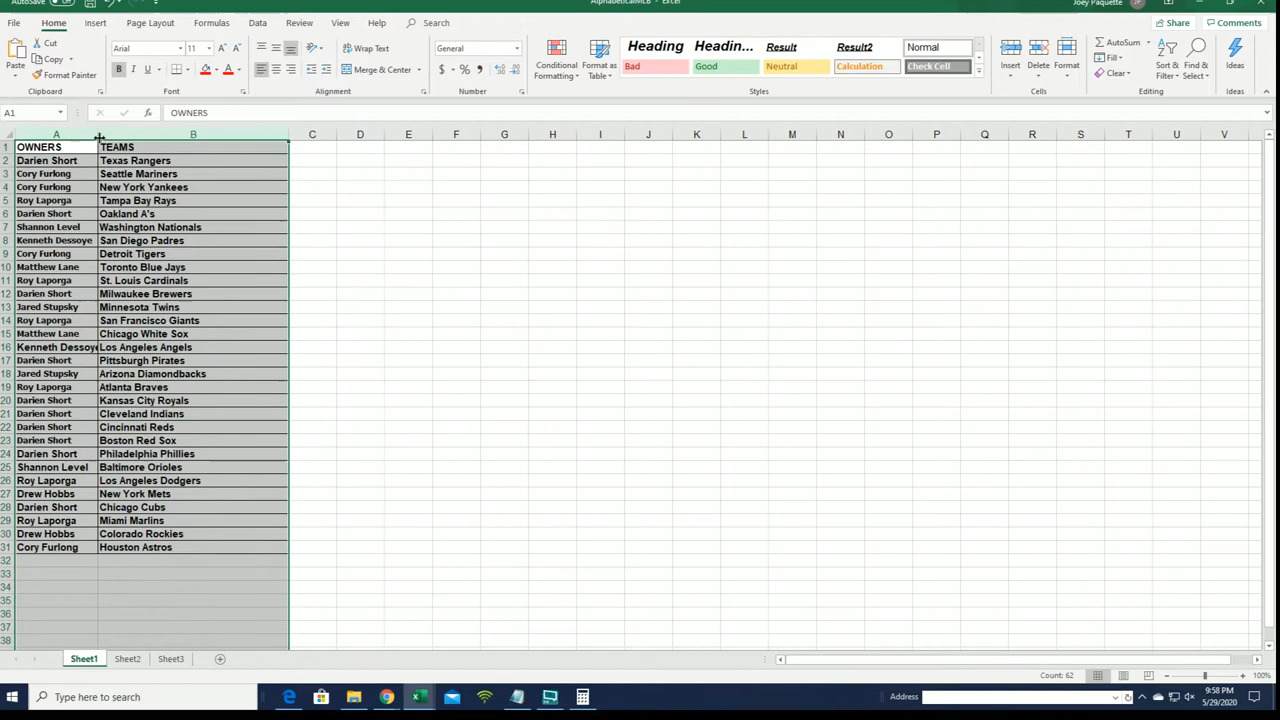 AutoSave Off AlphabeticalMLB - Excel Joey Paquette JP
File Home Insert Page Layout Formulas Data Review View Help Search Share Comments
Paste Cut Copy Format Painter Clipboard
Arial 11 B I U Font
Wrap Text Merge & Center Alignment
General $ % Number
Conditional Formatting Format as Table
Heading Headin... Result Result2 Normal
Bad Good Neutral Calculation Check Cell
Styles
Insert Delete Format Cells
AutoSum Fill Clear Sort & Filter Find & Select Editing
Ideas Ideas
A1 fx OWNERS
A B C D E F G H I J K L M N O P Q R S T U V
1 OWNERS TEAMS
2 Darien Short Texas Rangers
3 Cory Furlong Seattle Mariners
4 Cory Furlong New York Yankees
5 Roy Laporga Tampa Bay Rays
6 Darien Short Oakland A's
7 Shannon Level Washington Nationals
8 Kenneth Dessoye San Diego Padres
9 Cory Furlong Detroit Tigers
10 Matthew Lane Toronto Blue Jays
11 Roy Laporga St. Louis Cardinals
12 Darien Short Milwaukee Brewers
13 Jared Stupsky Minnesota Twins
14 Roy Laporga San Francisco Giants
15 Matthew Lane Chicago White Sox
16 Kenneth Dessoye Los Angeles Angels
17 Darien Short Pittsburgh Pirates
18 Jared Stupsky Arizona Diamondbacks
19 Roy Laporga Atlanta Braves
20 Darien Short Kansas City Royals
21 Darien Short Cleveland Indians
22 Darien Short Cincinnati Reds
23 Darien Short Boston Red Sox
24 Darien Short Philadelphia Phillies
25 Shannon Level Baltimore Orioles
26 Roy Laporga Los Angeles Dodgers
27 Drew Hobbs New York Mets
28 Darien Short Chicago Cubs
29 Roy Laporga Miami Marlins
30 Drew Hobbs Colorado Rockies
31 Cory Furlong Houston Astros
32
33
34
35
36
37
38
Sheet1 Sheet2 Sheet3
Count: 62 100%
Type here to search Address 9:58 PM
5/29/2020